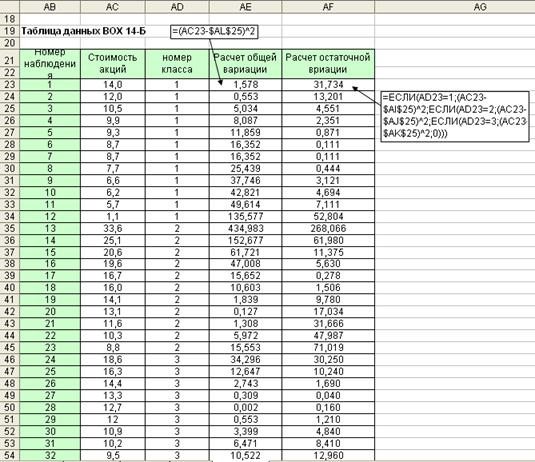 AB AC AD AE AF AG
18
19 Таблица данных BOX 14-Б =(AC23-$AL$25)^2
20
21 Номер наблюдения Стоимость акций номер класса Расчет общей вариации Расчет остаточной вриации
22
23 1 14,0 1 1,578 31,734
24 2 12,0 1 0,553 13,201
25 3 10,5 1 5,034 4,551
26 4 9,9 1 8,087 2,351
27 5 9,3 1 11,859 0,871
28 6 8,7 1 16,352 0,111
29 7 8,7 1 16,352 0,111
30 8 7,7 1 25,439 0,444
31 9 6,6 1 37,746 3,121
32 10 6,2 1 42,821 4,694
33 11 5,7 1 49,614 7,111
34 12 1,1 1 135,577 52,804
35 13 33,6 2 434,983 268,066
36 14 25,1 2 152,677 61,980
37 15 20,6 2 61,721 11,375
38 16 19,6 2 47,008 5,630
39 17 16,7 2 15,652 0,278
40 18 16,0 2 10,603 1,506
41 19 14,1 2 1,839 9,780
42 20 13,1 2 0,127 17,034
43 21 11,6 2 1,308 31,666
44 22 10,3 2 5,972 47,987
45 23 8,8 2 15,553 71,019
46 24 18,6 3 34,296 30,250
47 25 16,3 3 12,647 10,240
48 26 14,4 3 2,743 1,690
49 27 13,3 3 0,309 0,040
50 28 12,7 3 0,002 0,160
51 29 12 3 0,553 1,210
52 30 10,9 3 3,399 4,840
53 31 10,2 3 6,471 8,410
54 32 9,5 3 10,522 12,960
=ЕСЛИ(AD23=1;(AC23-
$AI$25)^2;ЕСЛИ(AD23=2;(AC23-
$AJ$25)^2;ЕСЛИ(AD23=3;(AC23-
$AK$25)^2;0)))